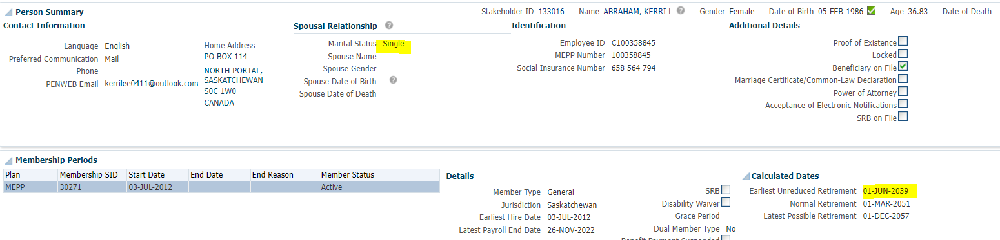 Person Summary
Stakeholder ID 133016 Name ABRAHAM, KERRI L Gender Female Date of Birth 05-FEB-1986 Age 36.83 Date of Death
Contact Information
Language English
Preferred Communication Mail
Phone
PENWEB Email kerrilee0411@outlook.com
Home Address
PO BOX 114
NORTH PORTAL,
SASKATCHEWAN
S0C 1W0
CANADA
Spousal Relationship
Marital Status Single
Spouse Name
Spouse Gender
Spouse Date of Birth
Spouse Date of Death
Identification
Employee ID C100358845
MEPP Number 100358845
Social Insurance Number 658 564 794
Additional Details
Proof of Existence
Locked
Beneficiary on File
Marriage Certificate/Common-Law Declaration
Power of Attorney
Acceptance of Electronic Notifications
SRB on File
Membership Periods
Plan Membership SID Start Date End Date End Reason Member Status
MEPP 30271 03-JUL-2012 Active
Details
Member Type General
Jurisdiction Saskatchewan
Earliest Hire Date 03-JUL-2012
Latest Payroll End Date 26-NOV-2022
SRB
Disability Waiver
Grace Period
Dual Member Type No
Benefit Payment Suspended
Calculated Dates
Earliest Unreduced Retirement 01-JUN-2039
Normal Retirement 01-MAR-2051
Latest Possible Retirement 01-DEC-2057